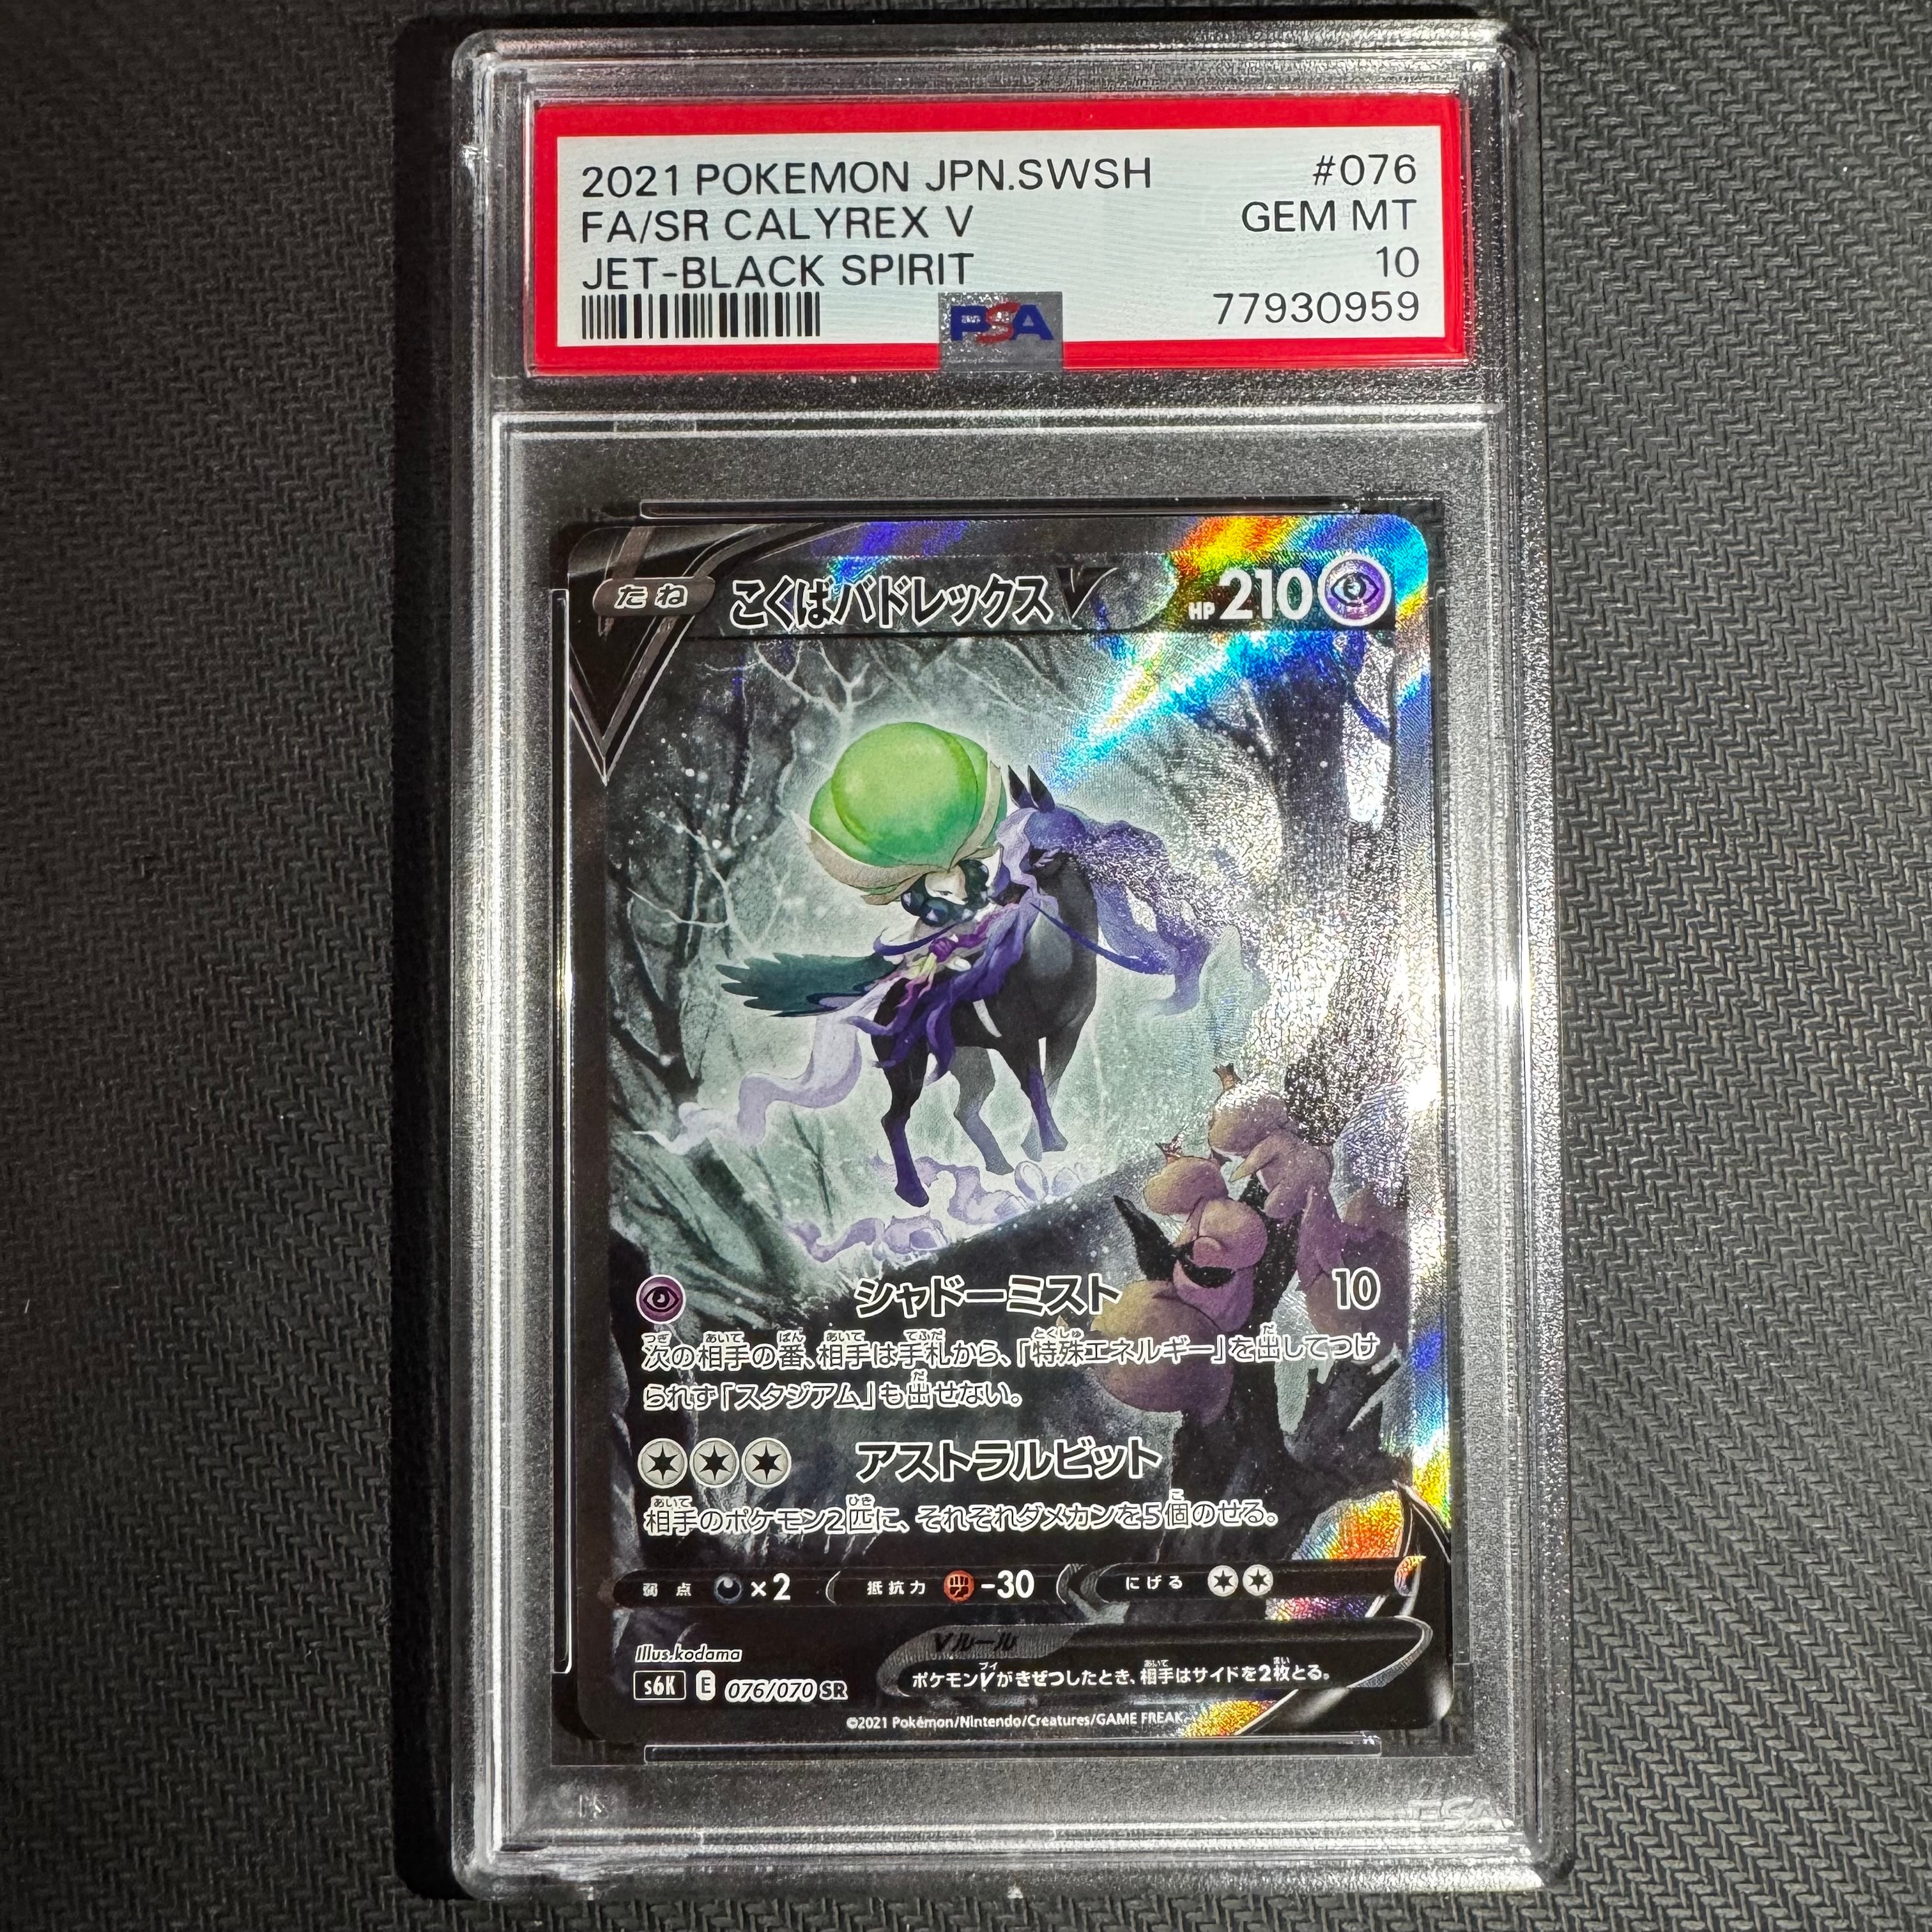 2021 POKEMON JPN.SWSH #076
FA/SR CALYREX V GEM MT
JET-BLACK SPIRIT 10
PSA 77930959
たね こくばバドレックスV HP210
シャドーミスト 10
次の相手の番、相手は手札から、「特殊エネルギー」を出してつけ
られず「スタジアム」も出せない。
アストラルビット
相手のポケモン2匹に、それぞれダメカンを5個のせる。
弱点 ×2 抵抗力 -30 にげる
Illus.kodama
Vルール
ポケモンVがきぜつしたとき、相手はサイドを2枚とる。
s6K E 076/070 SR
©2021 Pokémon/Nintendo/Creatures/GAME FREAK.